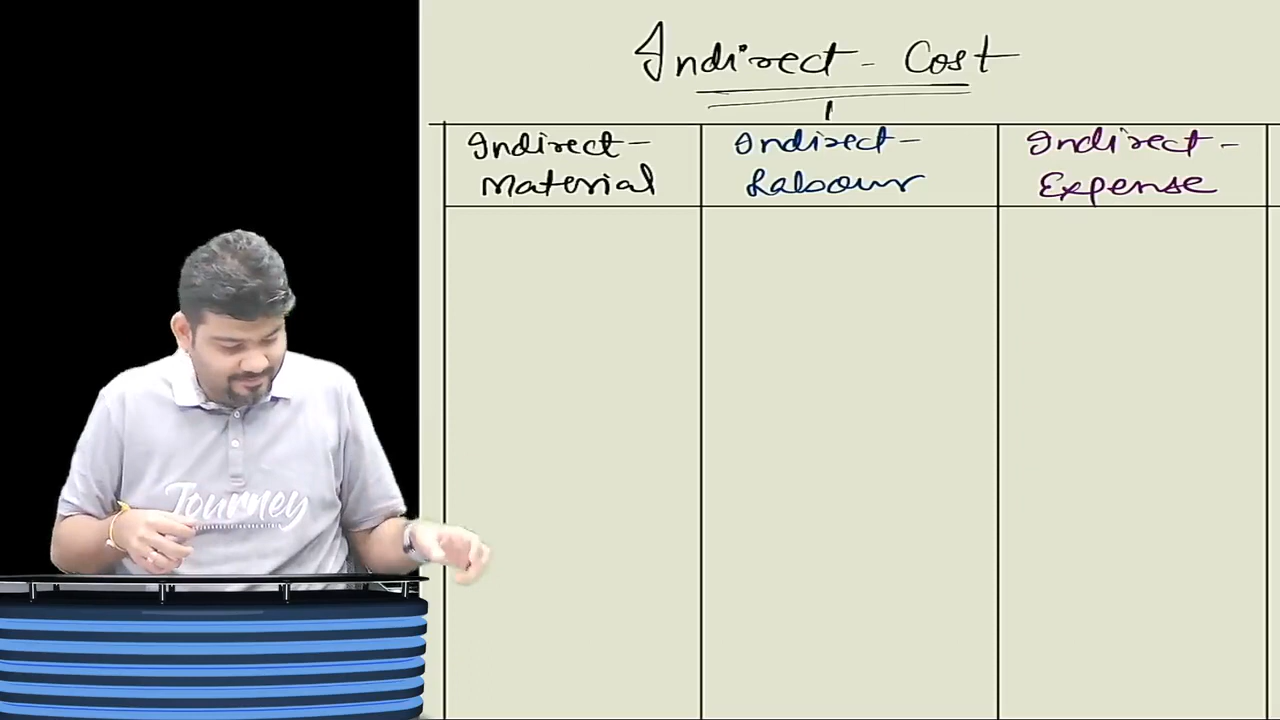 Indirect - Cost
Indirect -
Material
Indirect -
Labour
Indirect -
Expense
Journey